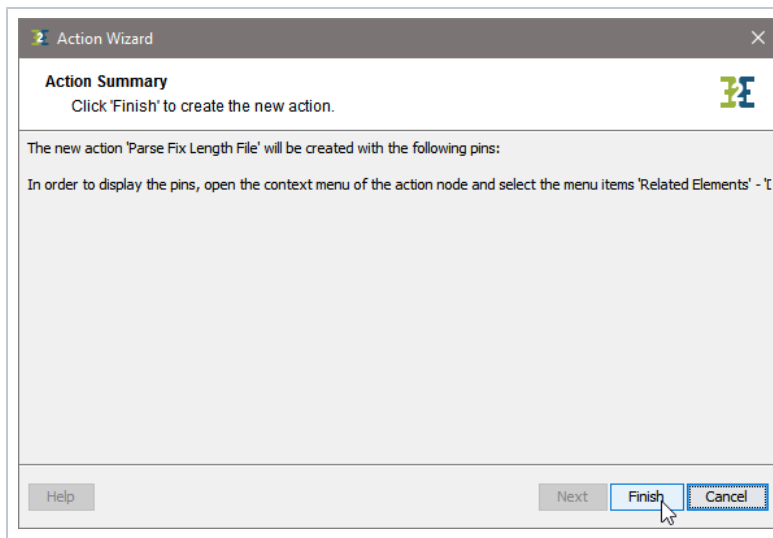 Action Wizard
Action Summary
Click 'Finish' to create the new action.
The new action 'Parse Fix Length File' will be created with the following pins:
In order to display the pins, open the context menu of the action node and select the menu items 'Related Elements' - '
Help
Next
Finish
Cancel